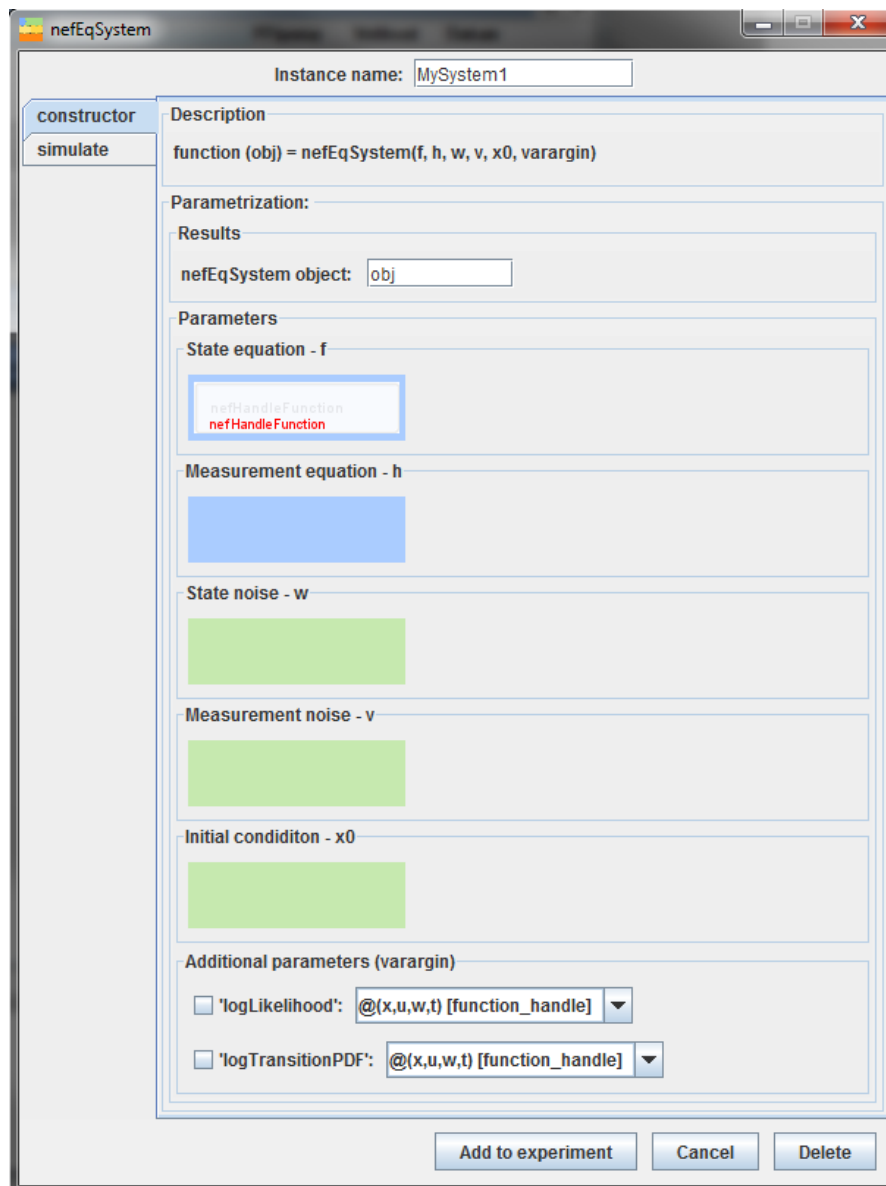 nefEqSystem
Instance name: MySystem1
constructor
simulate
Description
function (obj) = nefEqSystem(f, h, w, v, x0, varargin)
Parametrization:
Results
nefEqSystem object: obj
Parameters
State equation - f
nefHandleFunction
nefHandleFunction
Measurement equation - h
State noise - w
Measurement noise - v
Initial condiditon - x0
Additional parameters (varargin)
'logLikelihood': @(x,u,w,t) [function_handle]
'logTransitionPDF': @(x,u,w,t) [function_handle]
Add to experiment Cancel Delete